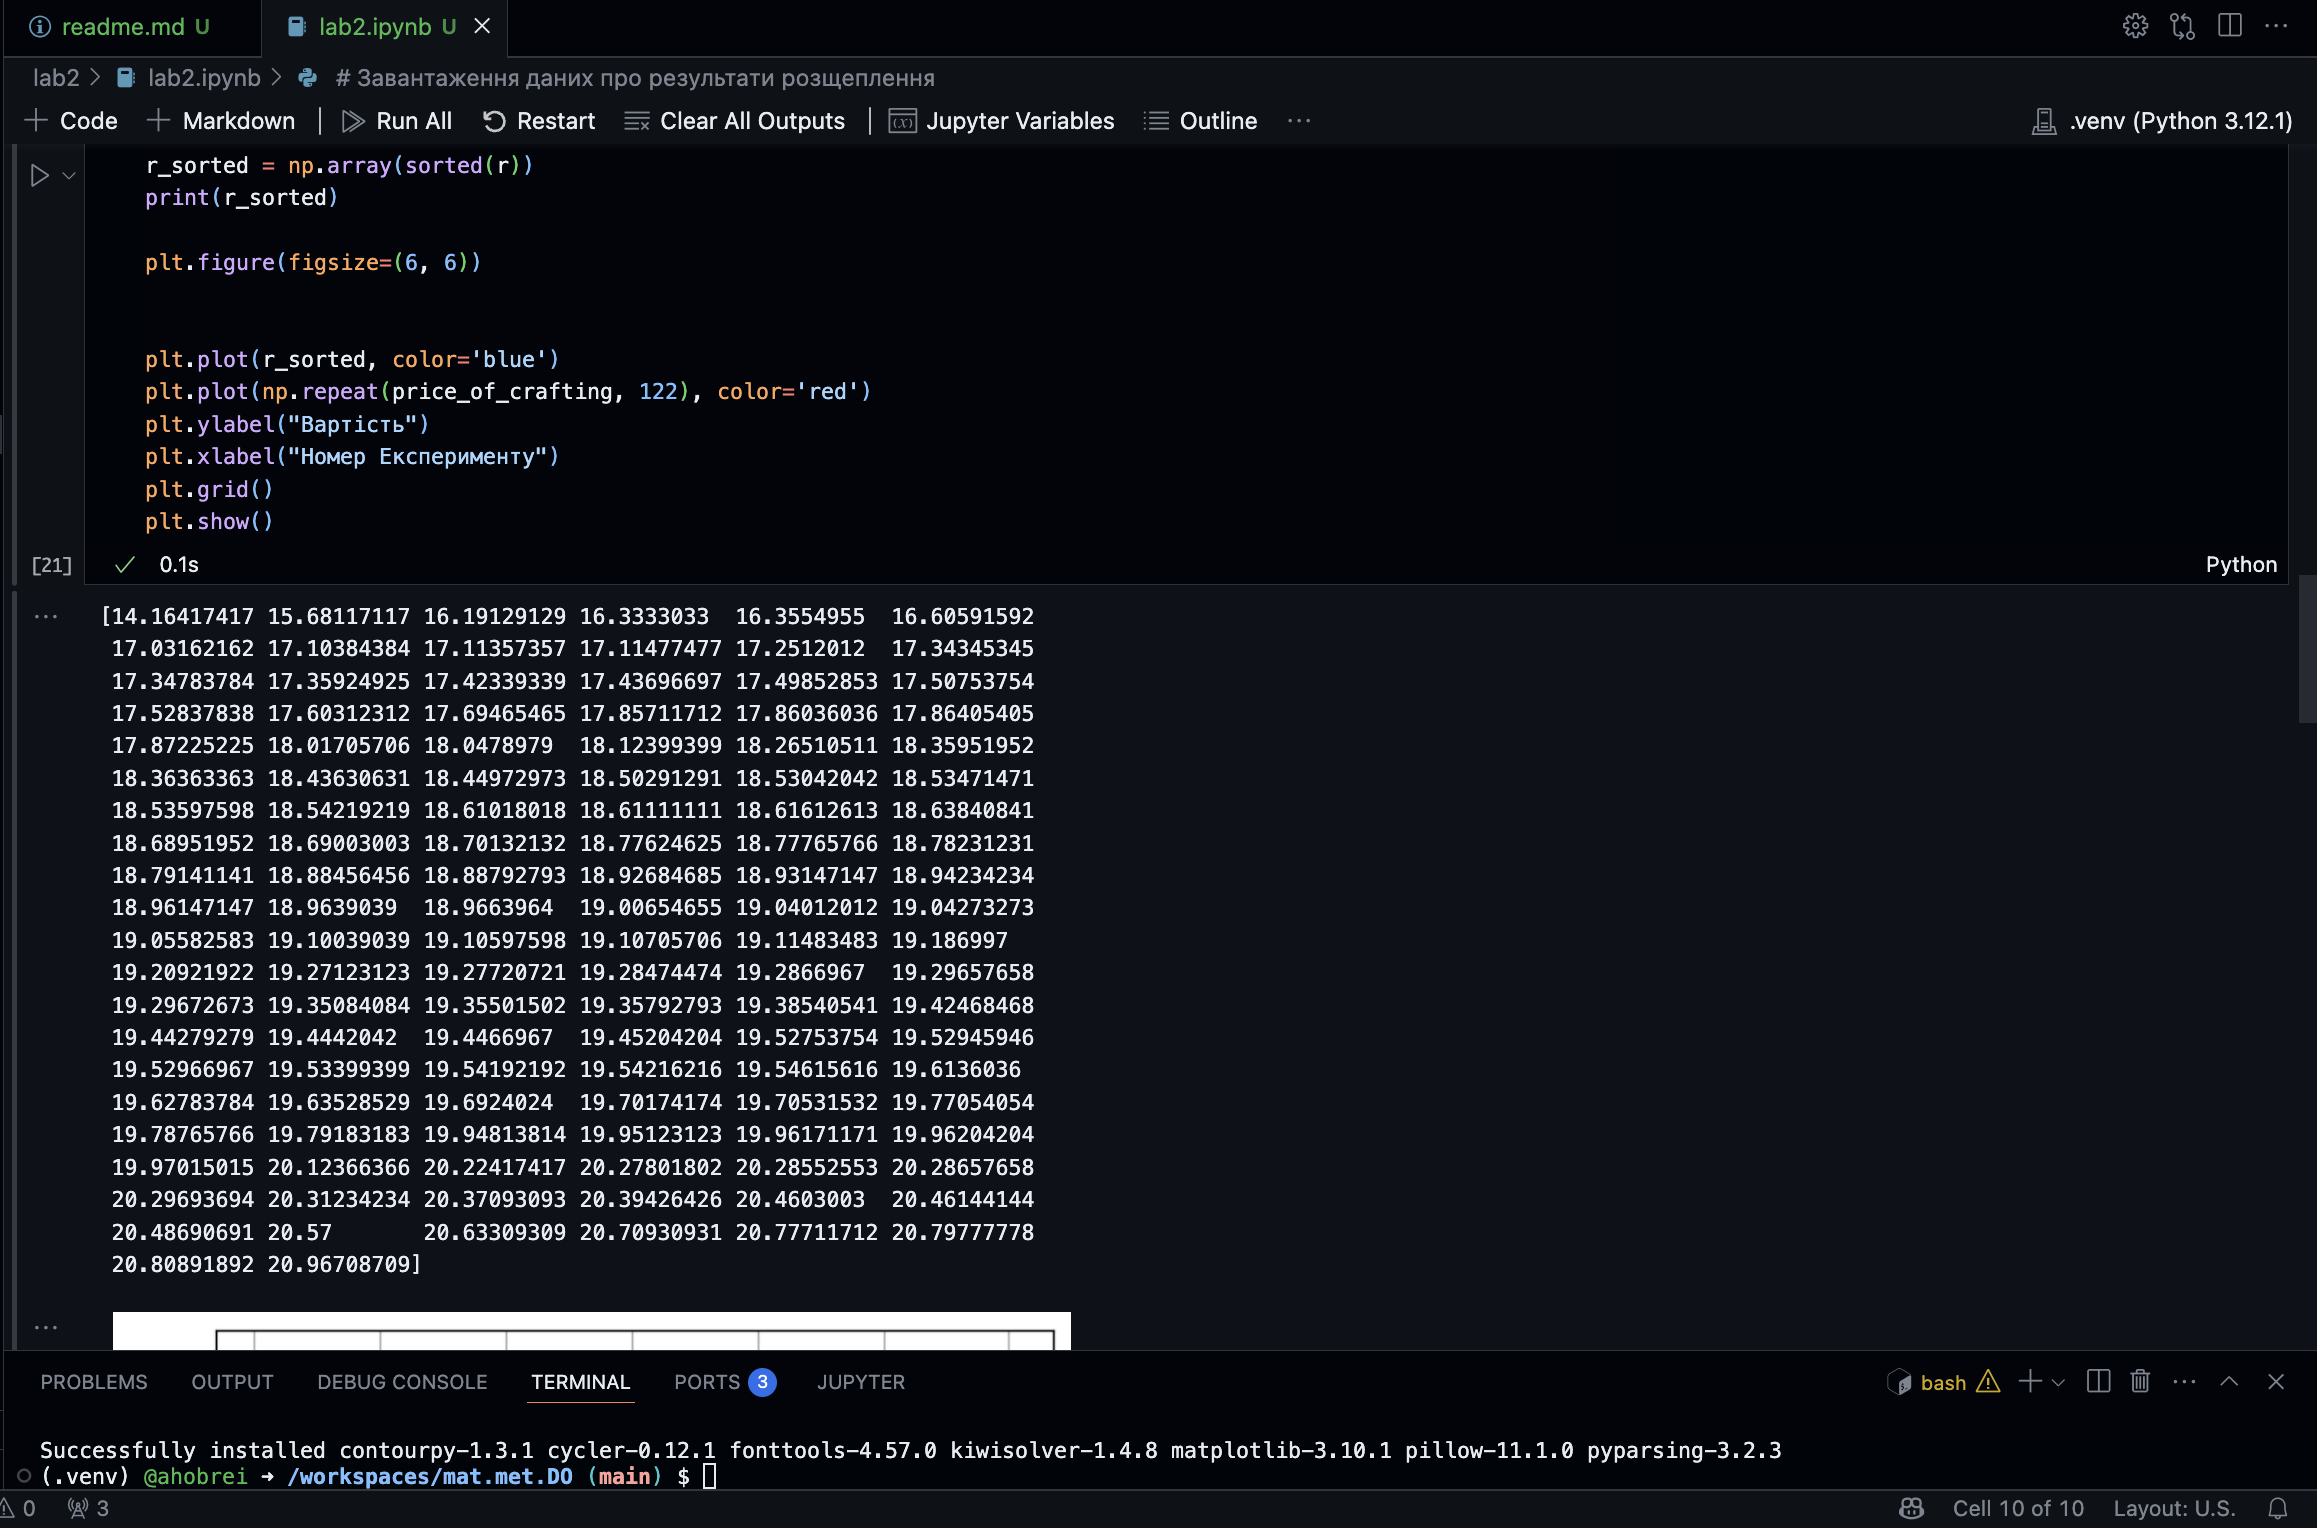 readme.md U lab2.ipynb U
lab2 > lab2.ipynb > # Завантаження даних про результати розщеплення
Code Markdown Run All Restart Clear All Outputs Jupyter Variables Outline ... .venv (Python 3.12.1)
r_sorted = np.array(sorted(r))
print(r_sorted)
plt.figure(figsize=(6, 6))
plt.plot(r_sorted, color='blue')
plt.plot(np.repeat(price_of_crafting, 122), color='red')
plt.ylabel("Вартість")
plt.xlabel("Номер Експерименту")
plt.grid()
plt.show()
[21] 0.1s Python
[14.16417417 15.68117117 16.19129129 16.3333033 16.3554955 16.60591592
17.03162162 17.10384384 17.11357357 17.11477477 17.2512012 17.34345345
17.34783784 17.35924925 17.42339339 17.43696697 17.49852853 17.50753754
17.52837838 17.60312312 17.69465465 17.85711712 17.86036036 17.86405405
17.87225225 18.01705706 18.0478979 18.12399399 18.26510511 18.35951952
18.36363363 18.43630631 18.44972973 18.50291291 18.53042042 18.53471471
18.53597598 18.54219219 18.61018018 18.61111111 18.61612613 18.63840841
18.68951952 18.69003003 18.70132132 18.77624625 18.77765766 18.78231231
18.79141141 18.88456456 18.88792793 18.92684685 18.93147147 18.94234234
18.96147147 18.9639039 18.9663964 19.00654655 19.04012012 19.04273273
19.05582583 19.10039039 19.10597598 19.10705706 19.11483483 19.186997
19.20921922 19.27123123 19.27720721 19.28474474 19.2866967 19.29657658
19.29672673 19.35084084 19.35501502 19.35792793 19.38540541 19.42468468
19.44279279 19.4442042 19.4466967 19.45204204 19.52753754 19.52945946
19.52966967 19.53399399 19.54192192 19.54216216 19.54615616 19.6136036
19.62783784 19.63528529 19.6924024 19.70174174 19.70531532 19.77054054
19.78765766 19.79183183 19.94813814 19.95123123 19.96171171 19.96204204
19.97015015 20.12366366 20.22417417 20.27801802 20.28552553 20.28657658
20.29693694 20.31234234 20.37093093 20.39426426 20.4603003 20.46144144
20.48690691 20.57 20.63309309 20.70930931 20.77711712 20.79777778
20.80891892 20.96708709]
PROBLEMS OUTPUT DEBUG CONSOLE TERMINAL PORTS 3 JUPYTER bash
Successfully installed contourpy-1.3.1 cycler-0.12.1 fonttools-4.57.0 kiwisolver-1.4.8 matplotlib-3.10.1 pillow-11.1.0 pyparsing-3.2.3
(.venv) @ahobrei ➜ /workspaces/mat.met.DO (main) $
0 3 Cell 10 of 10 Layout: U.S.